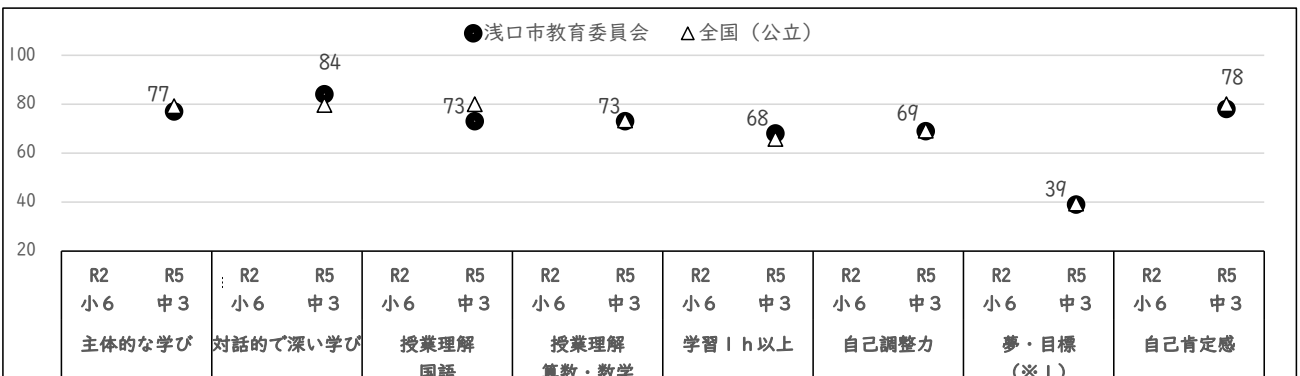 ●浅口市教育委員会 △全国（公立）
100
80
60
40
20
77
84
73
73
68
69
39
78
R2 R5 R2 R5 R2 R5 R2 R5 R2 R5 R2 R5 R2 R5 R2 R5
小6 中3 小6 中3 小6 中3 小6 中3 小6 中3 小6 中3 小6 中3 小6 中3
主体的な学び 対話的で深い学び 授業理解 授業理解 学習1h以上 自己調整力 夢・目標 自己肯定感
国語 算数・数学 （※1）